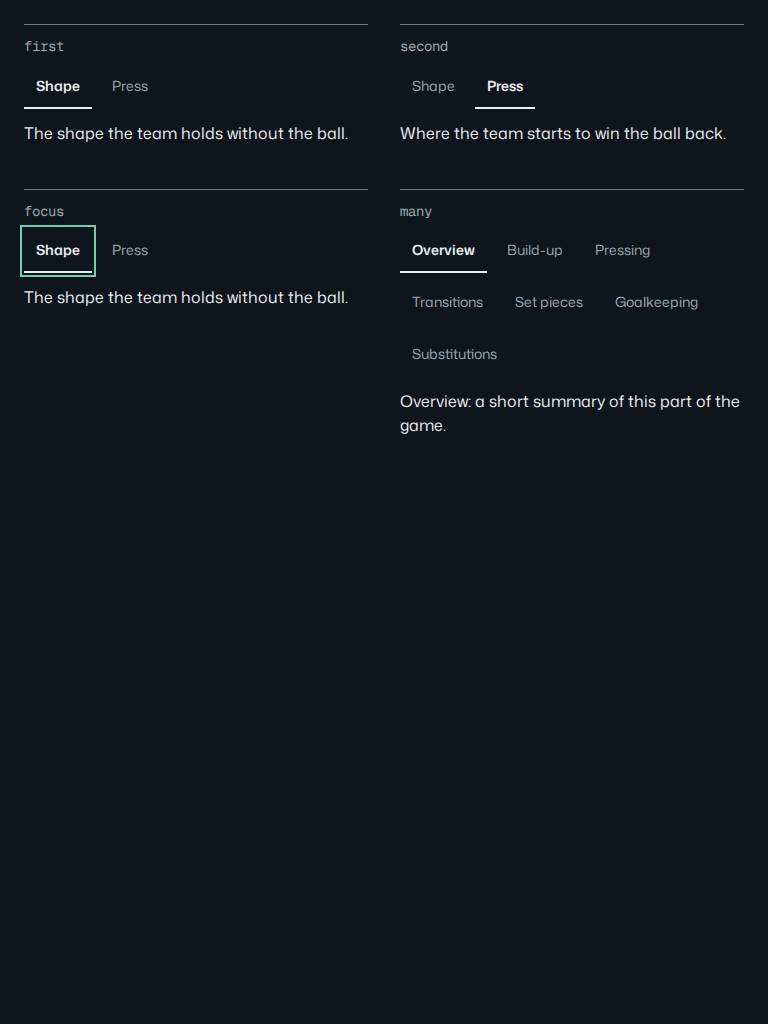 first
Shape Press
The shape the team holds without the ball.
second
Shape Press
Where the team starts to win the ball back.
focus
Shape Press
The shape the team holds without the ball.
many
Overview Build-up Pressing
Transitions Set pieces Goalkeeping
Substitutions
Overview: a short summary of this part of the
game.